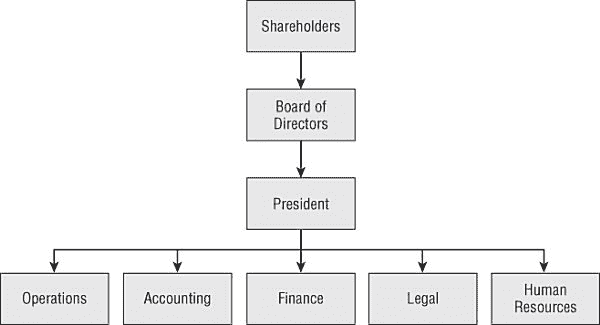 Shareholders
Board of
Directors
President
Operations
Accounting
Finance
Legal
Human
Resources